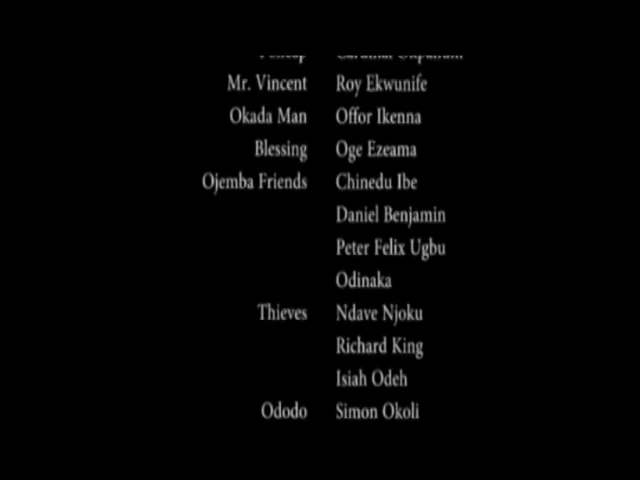 Mr. Vincent Roy Ekwunife
Okada Man Offor Ikenna
Blessing Oge Ezeama
Ojemba Friends Chinedu Ibe
Daniel Benjamin
Peter Felix Ugbu
Odinaka
Thieves Ndave Njoku
Richard King
Isiah Odeh
Ododo Simon Okoli